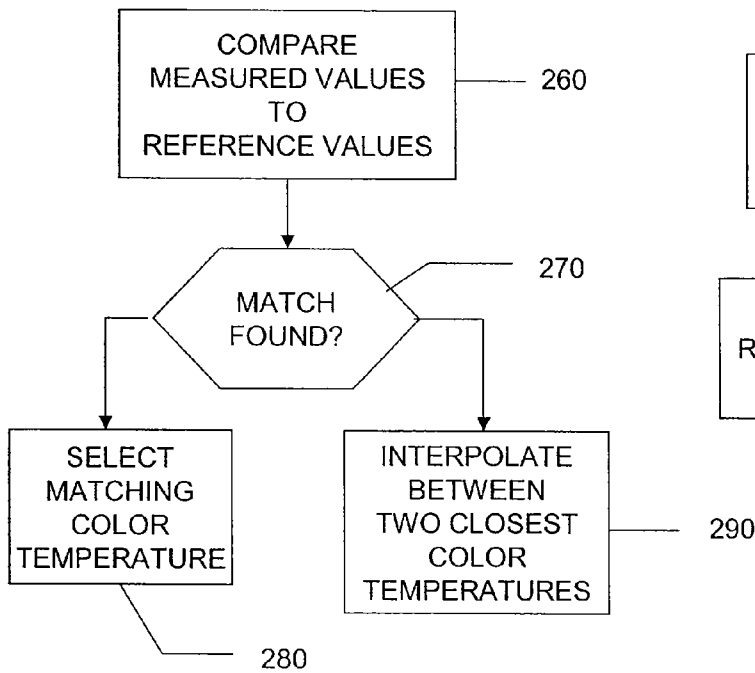 COMPARE
MEASURED VALUES
TO
REFERENCE VALUES
260
270
MATCH
FOUND?
R
SELECT
MATCHING
COLOR
TEMPERATURE
INTERPOLATE
BETWEEN
TWO CLOSEST
COLOR
TEMPERATURES
290
280